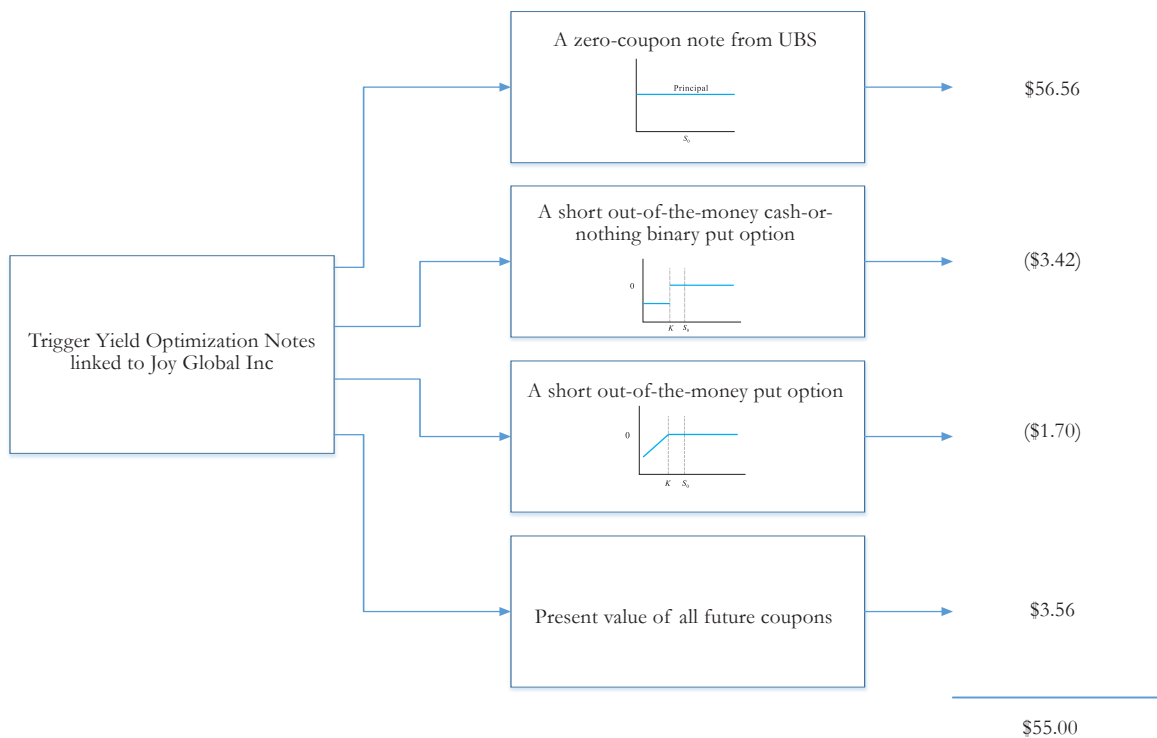 A zero-coupon note from UBS
Principal
S0
$56.56
A short out-of-the-money cash-or-
nothing binary put option
0
K S0
($3.42)
Trigger Yield Optimization Notes
linked to Joy Global Inc
A short out-of-the-money put option
0
K S0
($1.70)
Present value of all future coupons
$3.56
$55.00